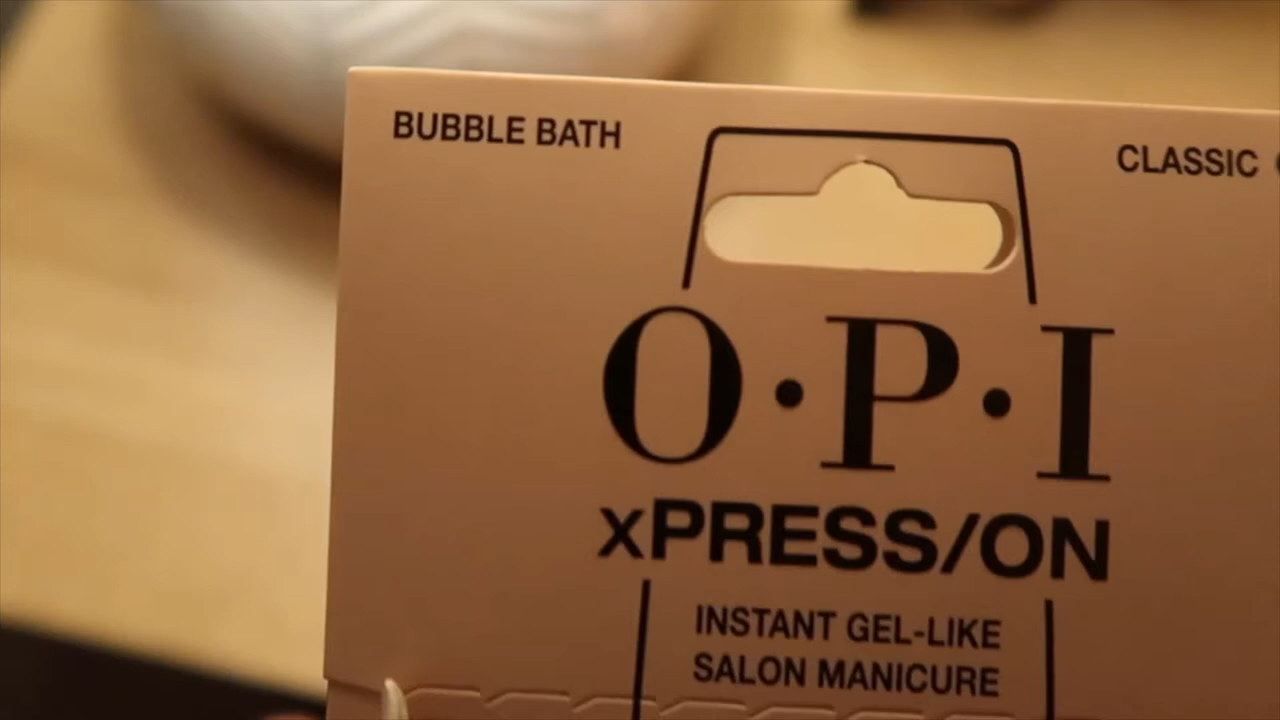 BUBBLE BATH
CLASSIC
O·P·I
xPRESS/ON
INSTANT GEL-LIKE
SALON MANICURE